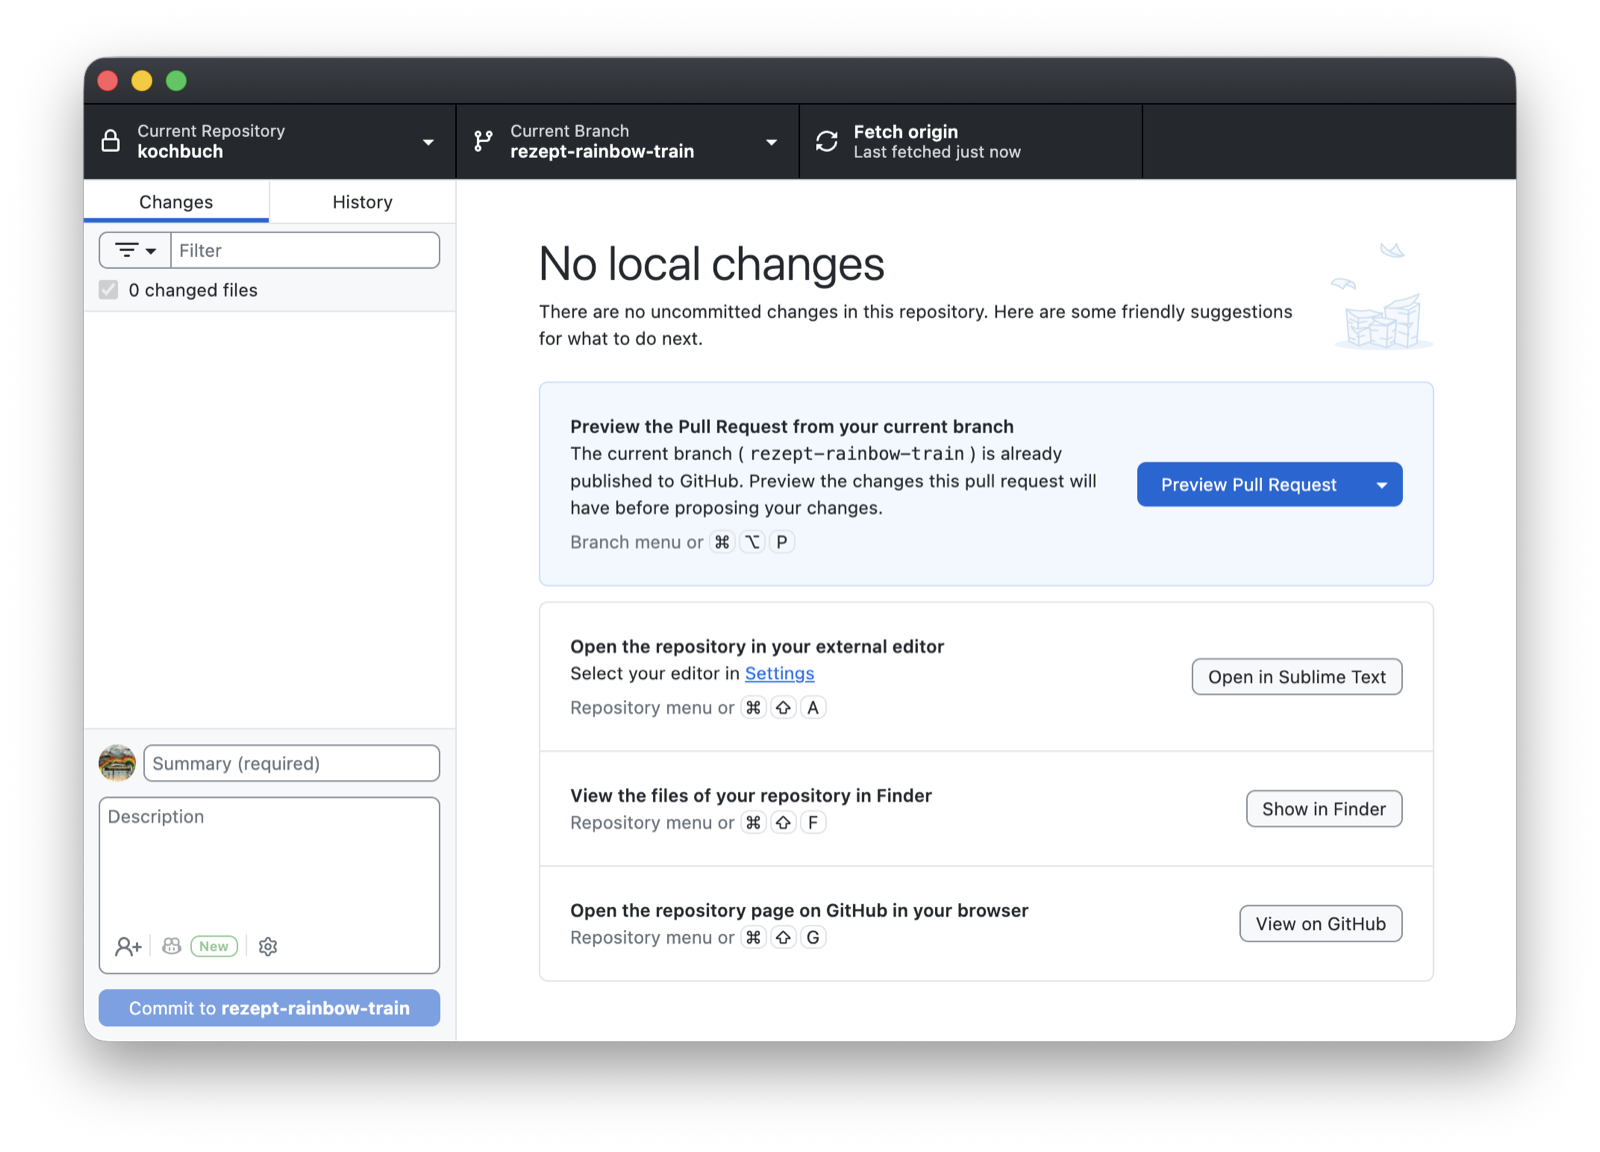 Current Repository
kochbuch
Current Branch
rezept-rainbow-train
Fetch origin
Last fetched just now
Changes
History
Filter
0 changed files
Summary (required)
Description
New
Commit to rezept-rainbow-train
No local changes
There are no uncommitted changes in this repository. Here are some friendly suggestions
for what to do next.
Preview the Pull Request from your current branch
The current branch ( rezept-rainbow-train ) is already
published to GitHub. Preview the changes this pull request will
have before proposing your changes.
Branch menu or ⌘ ⌥ P
Preview Pull Request
Open the repository in your external editor
Select your editor in Settings
Repository menu or ⌘ ⇧ A
Open in Sublime Text
View the files of your repository in Finder
Repository menu or ⌘ ⇧ F
Show in Finder
Open the repository page on GitHub in your browser
Repository menu or ⌘ ⇧ G
View on GitHub